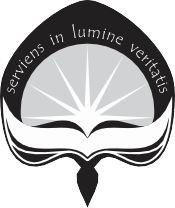 serviens in lumine veritatis